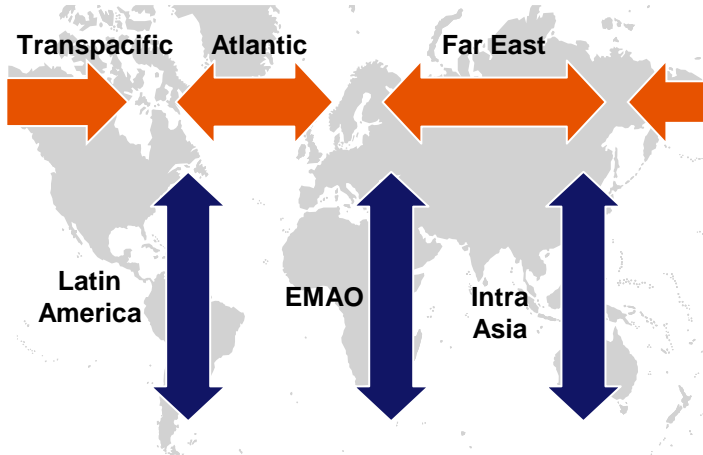 Transpacific
Atlantic
Far East
Latin
America
EMAO
Intra
Asia